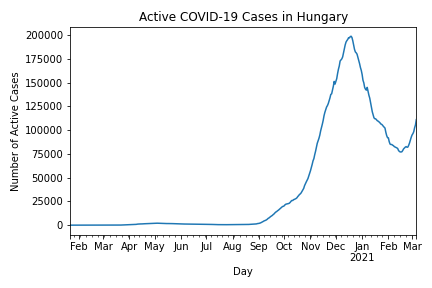 Active COVID-19 Cases in Hungary
Number of Active Cases
200000
175000
150000
125000
100000
75000
50000
25000
0
Feb Mar Apr May Jun Jul Aug Sep Oct Nov Dec Jan Feb Mar
2021
Day